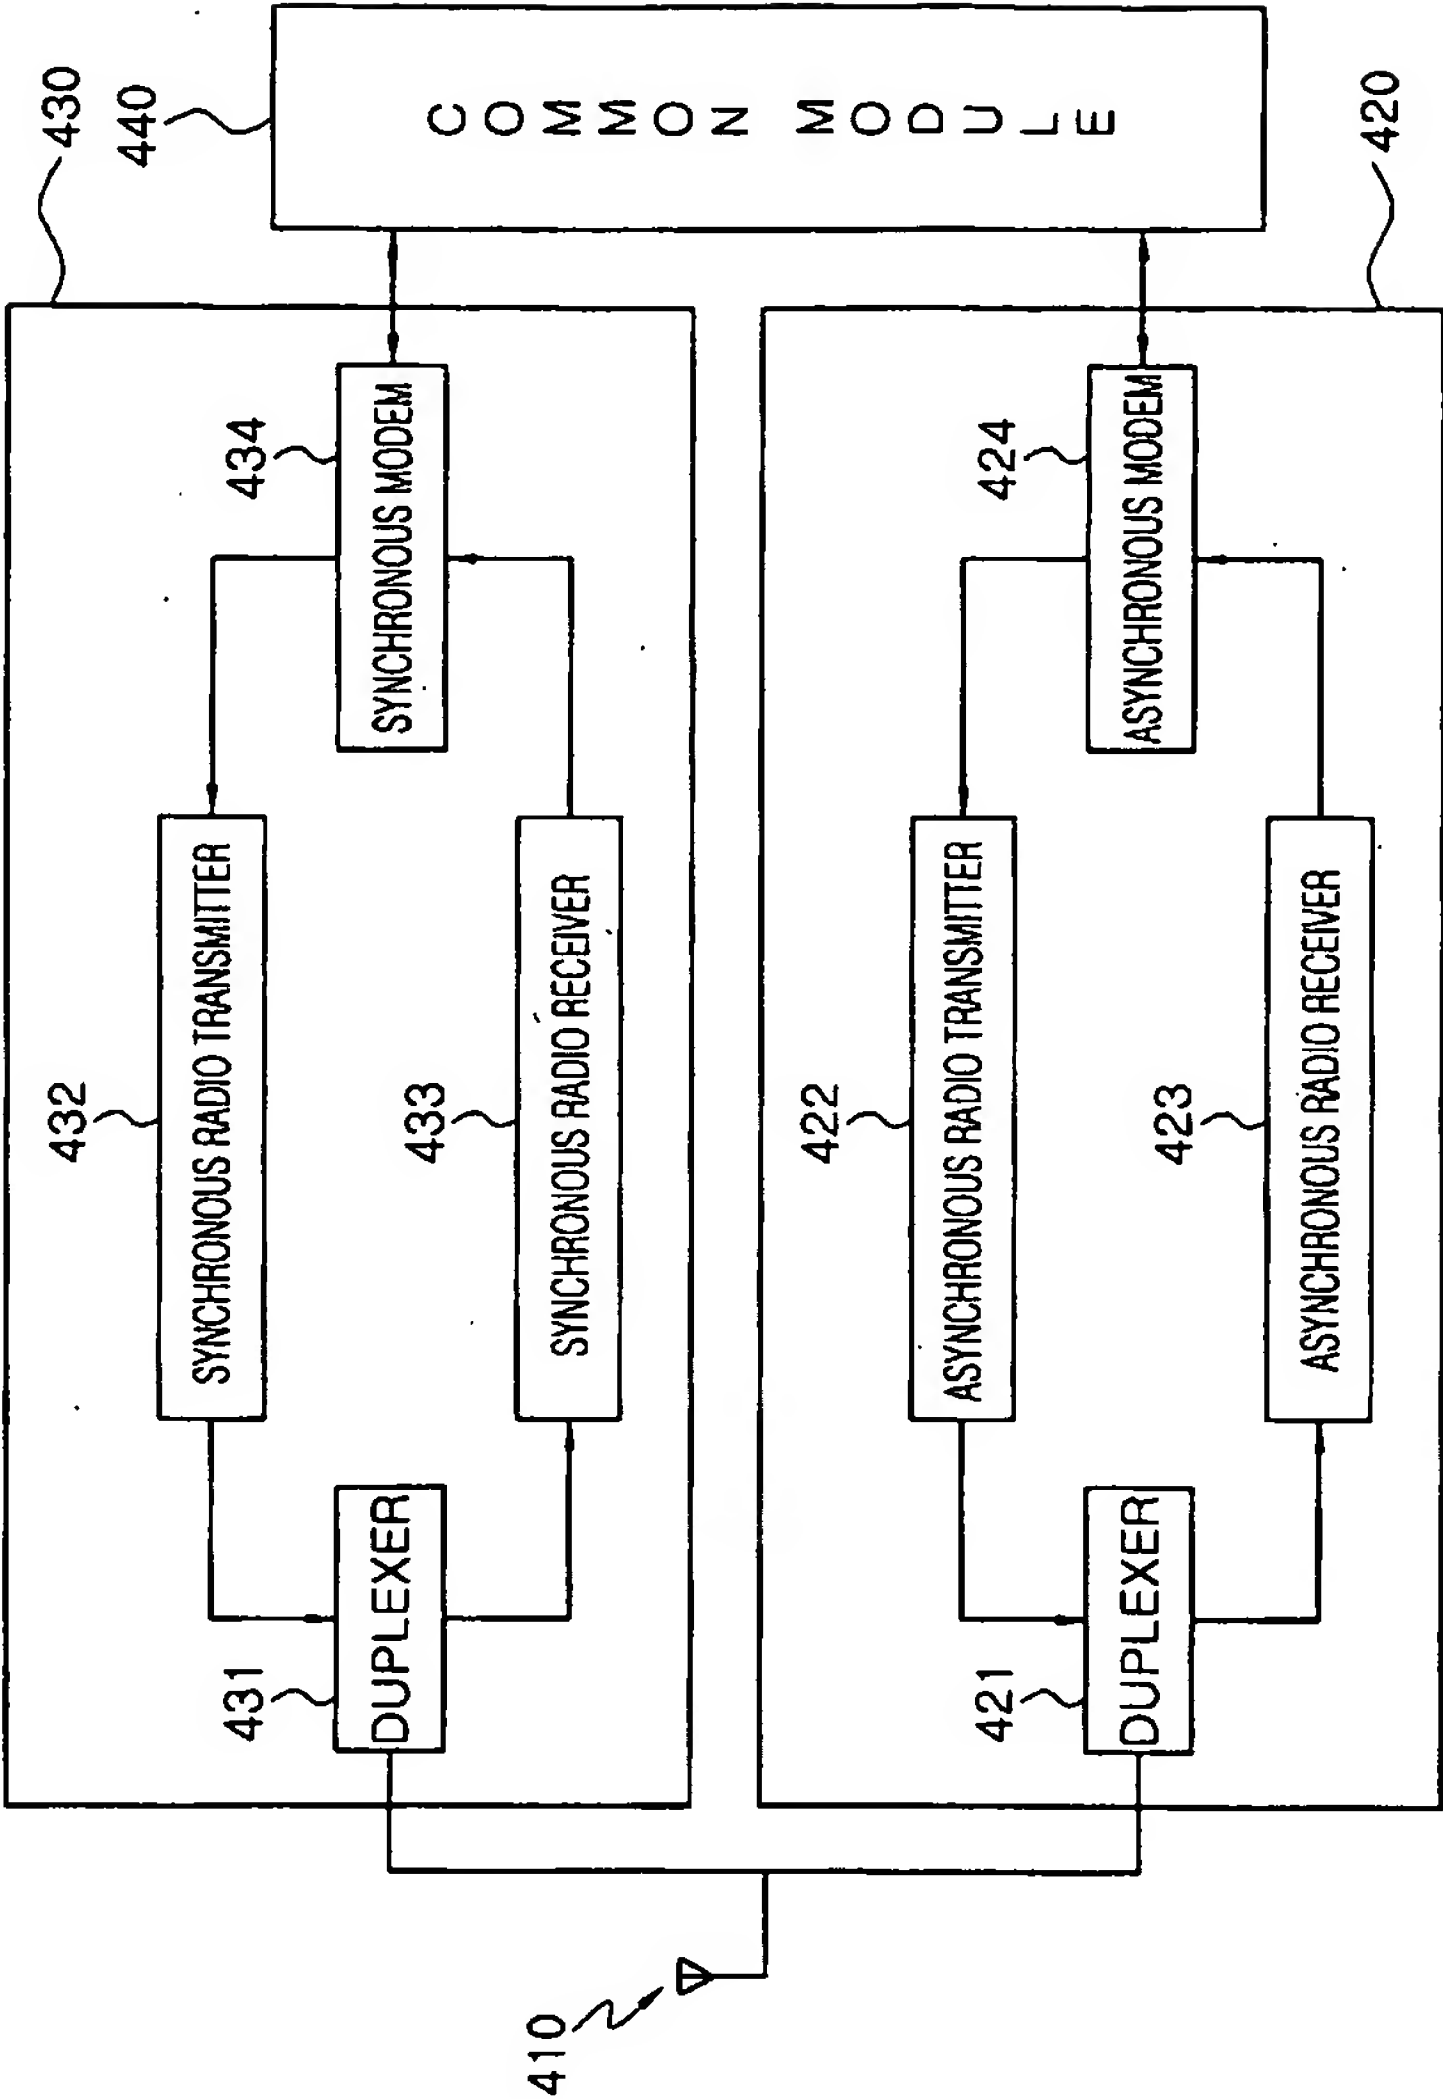 430
440
COMMON MODULE
434
SYNCHRONOUS MODEM
432
SYNCHRONOUS RADIO TRANSMITTER
433
SYNCHRONOUS RADIO RECEIVER
431
DUPLEXER
420
424
ASYNCHRONOUS MODEM
422
ASYNCHRONOUS RADIO TRANSMITTER
423
ASYNCHRONOUS RADIO RECEIVER
421
DUPLEXER
410